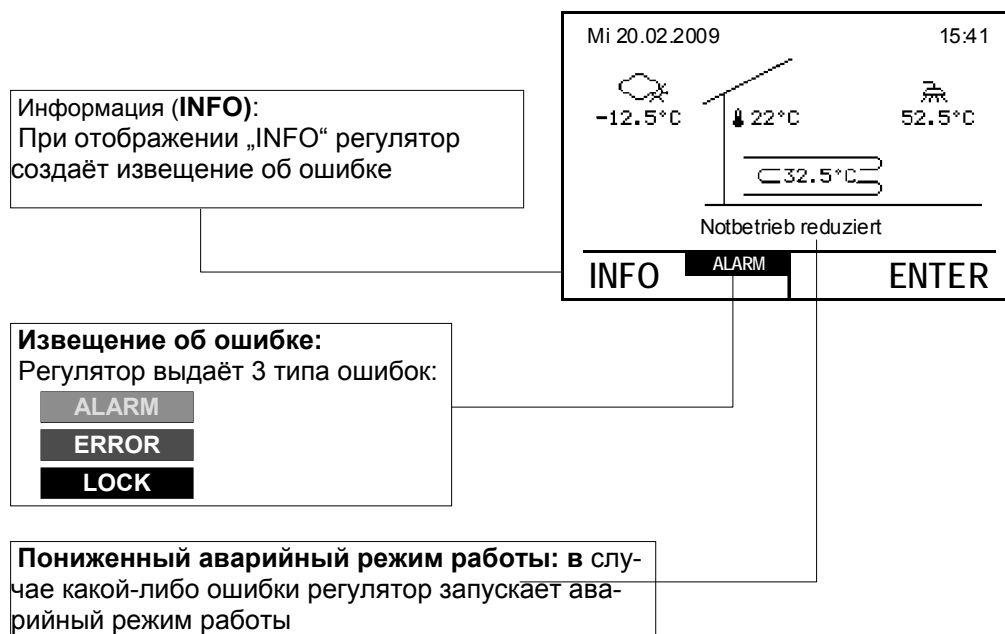 Mi 20.02.2009 15:41
-12.5°C 22°C 52.5°C
32.5°C
Notbetrieb reduziert
INFO ALARM ENTER
Информация (INFO):
При отображении „INFO“ регулятор
создаёт извещение об ошибке
Извещение об ошибке:
Регулятор выдаёт 3 типа ошибок:
ALARM
ERROR
LOCK
Пониженный аварийный режим работы: в слу-
чае какой-либо ошибки регулятор запускает ава-
рийный режим работы